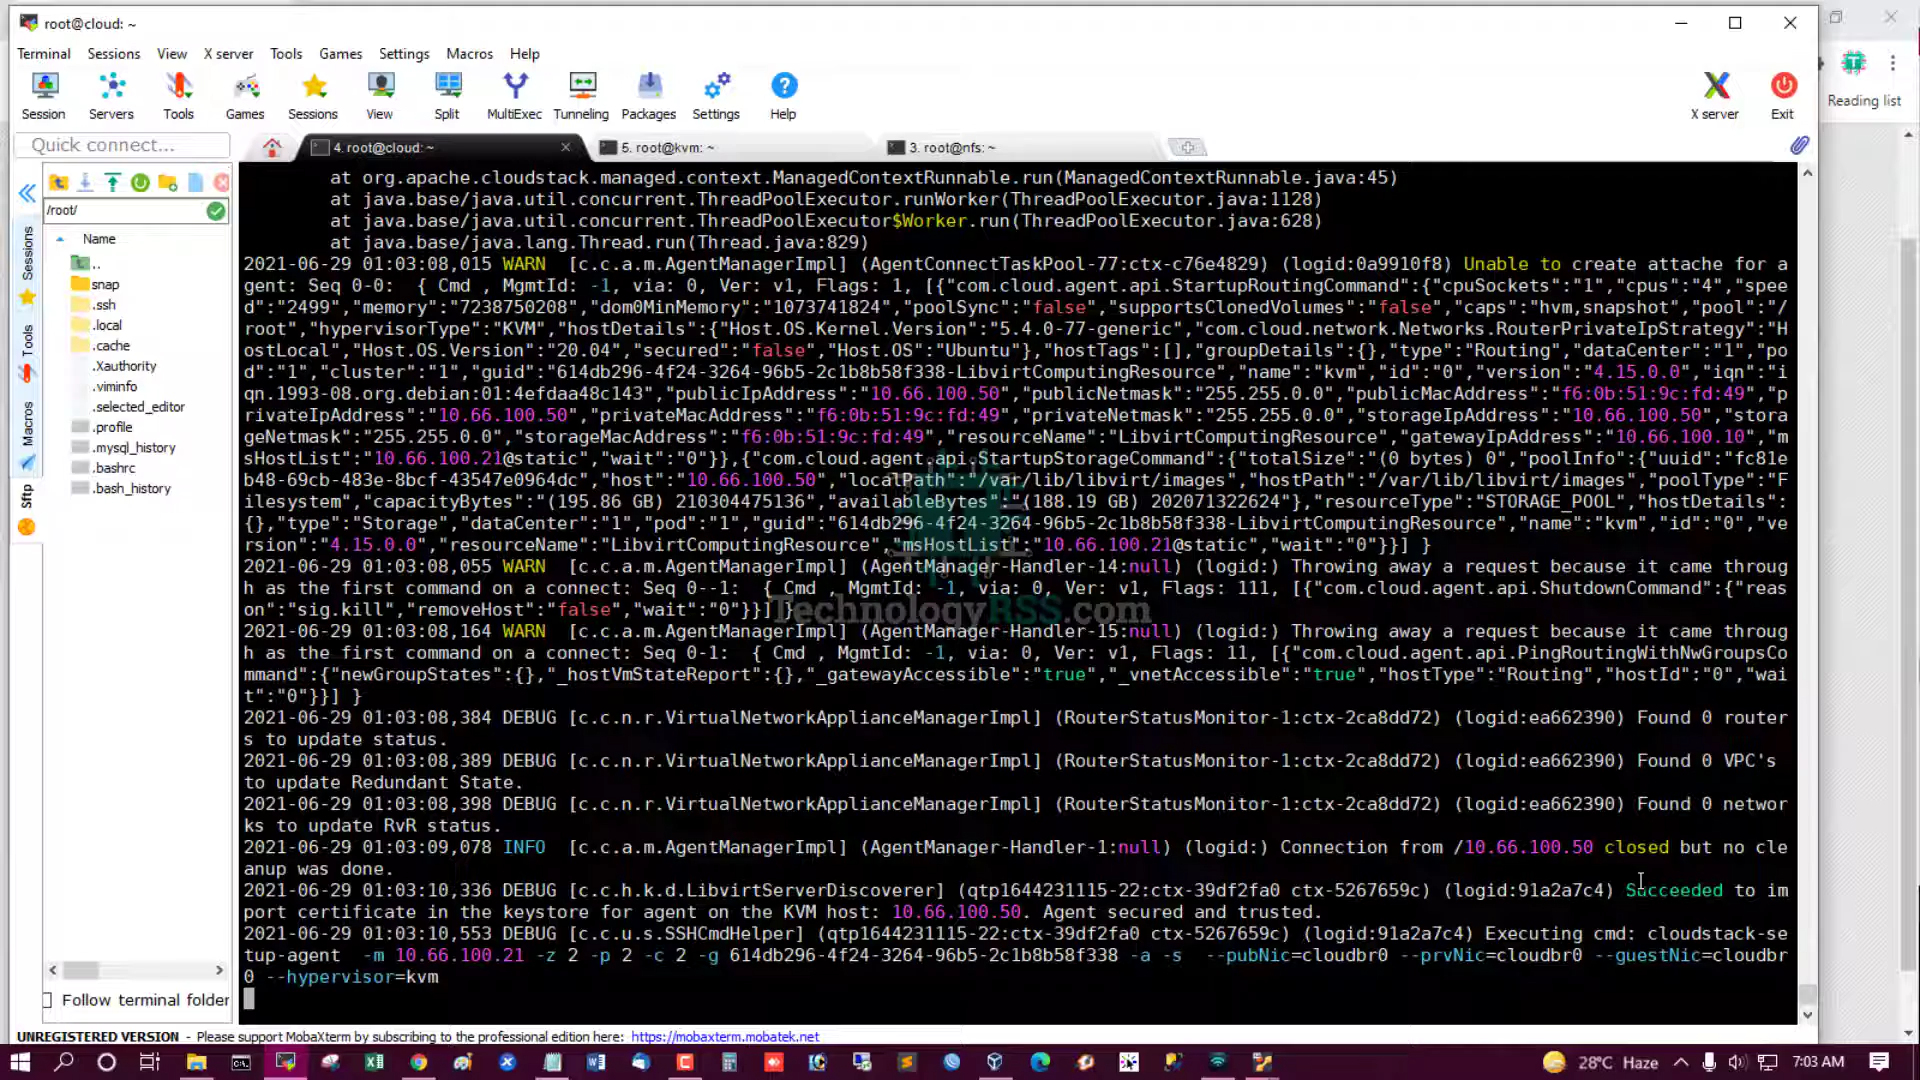 root@cloud: ~
Terminal Sessions View X server Tools Games Settings Macros Help
Session Servers Tools Games Sessions View Split MultiExec Tunneling Packages Settings Help X server Exit
Reading list
Quick connect...
4. root@cloud: ~
5. root@kvm: ~
3. root@nfs: ~
/root/
Name
..
snap
.ssh
.local
.cache
.Xauthority
.viminfo
.selected_editor
.profile
.mysql_history
.bashrc
.bash_history
Sessions
Tools
Macros
Sftp
Follow terminal folder
at org.apache.cloudstack.managed.context.ManagedContextRunnable.run(ManagedContextRunnable.java:45)
at java.base/java.util.concurrent.ThreadPoolExecutor.runWorker(ThreadPoolExecutor.java:1128)
at java.base/java.util.concurrent.ThreadPoolExecutor$Worker.run(ThreadPoolExecutor.java:628)
at java.base/java.lang.Thread.run(Thread.java:829)
2021-06-29 01:03:08,015 WARN  [c.c.a.m.AgentManagerImpl] (AgentConnectTaskPool-77:ctx-c76e4829) (logid:0a9910f8) Unable to create attache for a
gent: Seq 0-0:  { Cmd , MgmtId: -1, via: 0, Ver: v1, Flags: 1, [{"com.cloud.agent.api.StartupRoutingCommand":{"cpuSockets":"1","cpus":"4","spee
d":"2499","memory":"7238750208","dom0MinMemory":"1073741824","poolSync":"false","supportsClonedVolumes":"false","caps":"hvm,snapshot","pool":"/
root","hypervisorType":"KVM","hostDetails":{"Host.OS.Kernel.Version":"5.4.0-77-generic","com.cloud.network.Networks.RouterPrivateIpStrategy":"H
ostLocal","Host.OS.Version":"20.04","secured":"false","Host.OS":"Ubuntu"},"hostTags":[],"groupDetails":{},"type":"Routing","dataCenter":"1","po
d":"1","cluster":"1","guid":"614db296-4f24-3264-96b5-2c1b8b58f338-LibvirtComputingResource","name":"kvm","id":"0","version":"4.15.0.0","iqn":"i
qn.1993-08.org.debian:01:4efdaa48c143","publicIpAddress":"10.66.100.50","publicNetmask":"255.255.0.0","publicMacAddress":"f6:0b:51:9c:fd:49","p
rivateIpAddress":"10.66.100.50","privateMacAddress":"f6:0b:51:9c:fd:49","privateNetmask":"255.255.0.0","storageIpAddress":"10.66.100.50","stora
geNetmask":"255.255.0.0","storageMacAddress":"f6:0b:51:9c:fd:49","resourceName":"LibvirtComputingResource","gatewayIpAddress":"10.66.100.10","m
sHostList":"10.66.100.21@static","wait":"0"}},{"com.cloud.agent.api.StartupStorageCommand":{"totalSize":"(0 bytes) 0","poolInfo":{"uuid":"fc81e
b48-69cb-483e-8bcf-43547e0964dc","host":"10.66.100.50","localPath":"/var/lib/libvirt/images","hostPath":"/var/lib/libvirt/images","poolType":"F
ilesystem","capacityBytes":"(195.86 GB) 210304475136","availableBytes":"(188.19 GB) 202071322624"},"resourceType":"STORAGE_POOL","hostDetails":
{},"type":"Storage","dataCenter":"1","pod":"1","guid":"614db296-4f24-3264-96b5-2c1b8b58f338-LibvirtComputingResource","name":"kvm","id":"0","ve
rsion":"4.15.0.0","resourceName":"LibvirtComputingResource","msHostList":"10.66.100.21@static","wait":"0"}}] }
2021-06-29 01:03:08,055 WARN  [c.c.a.m.AgentManagerImpl] (AgentManager-Handler-14:null) (logid:) Throwing away a request because it came throug
h as the first command on a connect: Seq 0--1:  { Cmd , MgmtId: -1, via: 0, Ver: v1, Flags: 111, [{"com.cloud.agent.api.ShutdownCommand":{"reas
on":"sig.kill","removeHost":"false","wait":"0"}}] }
TechnologyRSS.com
2021-06-29 01:03:08,164 WARN  [c.c.a.m.AgentManagerImpl] (AgentManager-Handler-15:null) (logid:) Throwing away a request because it came throug
h as the first command on a connect: Seq 0-1:  { Cmd , MgmtId: -1, via: 0, Ver: v1, Flags: 11, [{"com.cloud.agent.api.PingRoutingWithNwGroupsCo
mmand":{"newGroupStates":{},"_hostVmStateReport":{},"_gatewayAccessible":"true","_vnetAccessible":"true","hostType":"Routing","hostId":"0","wai
t":"0"}}] }
2021-06-29 01:03:08,384 DEBUG [c.c.n.r.VirtualNetworkApplianceManagerImpl] (RouterStatusMonitor-1:ctx-2ca8dd72) (logid:ea662390) Found 0 router
s to update status.
2021-06-29 01:03:08,389 DEBUG [c.c.n.r.VirtualNetworkApplianceManagerImpl] (RouterStatusMonitor-1:ctx-2ca8dd72) (logid:ea662390) Found 0 VPC's
to update Redundant State.
2021-06-29 01:03:08,398 DEBUG [c.c.n.r.VirtualNetworkApplianceManagerImpl] (RouterStatusMonitor-1:ctx-2ca8dd72) (logid:ea662390) Found 0 networ
ks to update RvR status.
2021-06-29 01:03:09,078 INFO  [c.c.a.m.AgentManagerImpl] (AgentManager-Handler-1:null) (logid:) Connection from /10.66.100.50 closed but no cle
anup was done.
2021-06-29 01:03:10,336 DEBUG [c.c.h.k.d.LibvirtServerDiscoverer] (qtp1644231115-22:ctx-39df2fa0 ctx-5267659c) (logid:91a2a7c4) Succeeded to im
port certificate in the keystore for agent on the KVM host: 10.66.100.50. Agent secured and trusted.
2021-06-29 01:03:10,553 DEBUG [c.c.u.s.SSHCmdHelper] (qtp1644231115-22:ctx-39df2fa0 ctx-5267659c) (logid:91a2a7c4) Executing cmd: cloudstack-se
tup-agent  -m 10.66.100.21 -z 2 -p 2 -c 2 -g 614db296-4f24-3264-96b5-2c1b8b58f338 -a -s  --pubNic=cloudbr0 --prvNic=cloudbr0 --guestNic=cloudbr
0 --hypervisor=kvm
UNREGISTERED VERSION - Please support MobaXterm by subscribing to the professional edition here: https://mobaxterm.mobatek.net
28°C Haze 7:03 AM